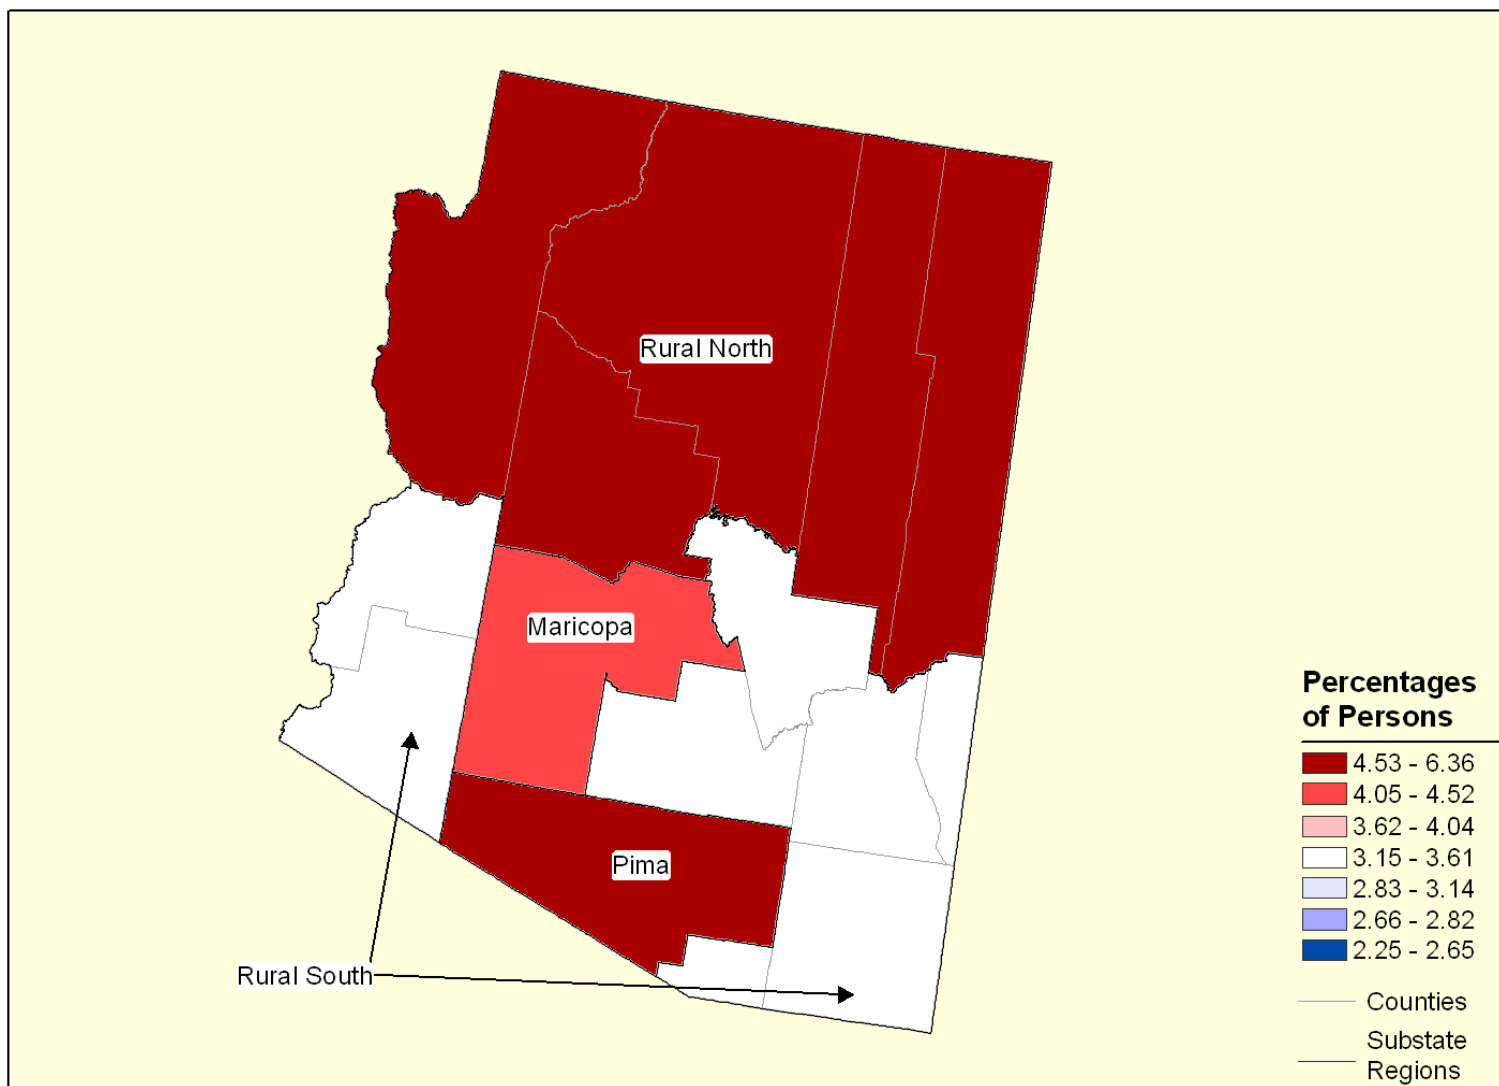 Rural North
Maricopa
Pima
Rural South
Percentages
of Persons
4.53 - 6.36
4.05 - 4.52
3.62 - 4.04
3.15 - 3.61
2.83 - 3.14
2.66 - 2.82
2.25 - 2.65
Counties
Substate
Regions